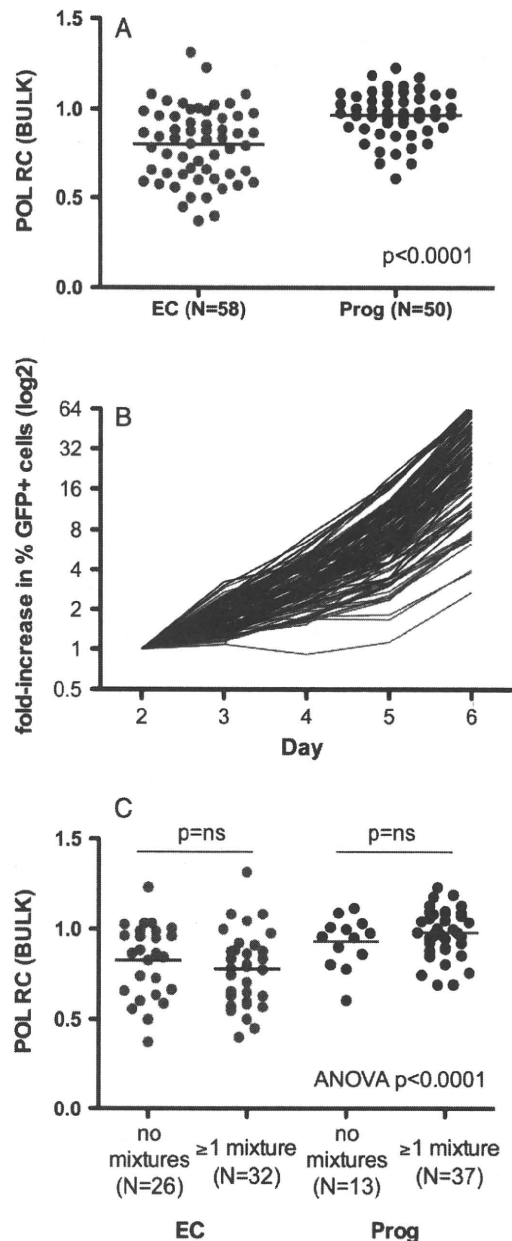 A
1.5
1.0
0.5
0.0
POL RC (BULK)
p<0.0001
EC (N=58)
Prog (N=50)
B
64
32
16
8
4
2
1
0.5
fold-increase in % GFP+ cells (log2)
2
3
4
5
6
Day
C
1.5
1.0
0.5
0.0
POL RC (BULK)
p=ns
p=ns
ANOVA p<0.0001
no
mixtures
(N=26)
≥1 mixture
(N=32)
no
mixtures
(N=13)
≥1 mixture
(N=37)
EC
Prog